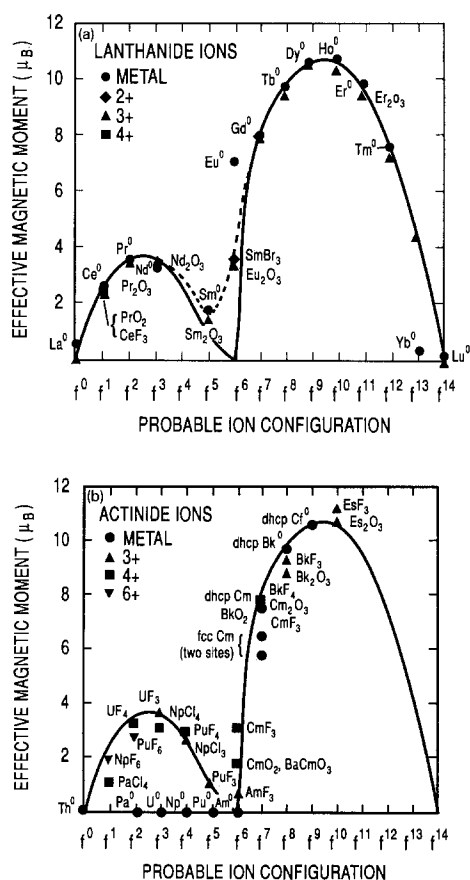 (a)
LANTHANIDE IONS
● METAL
◆ 2+
▲ 3+
■ 4+
EFFECTIVE MAGNETIC MOMENT (μB)
12
10
8
6
4
2
La⁰
Ce⁰
Pr⁰
Nd⁰
Nd₂O₃
Pr₂O₃
{ PrO₂
CeF₃
Sm⁰
Sm₂O₃
Eu⁰
SmBr₃
Eu₂O₃
Gd⁰
Tb⁰
Dy⁰
Ho⁰
Er⁰
Er₂O₃
Tm⁰
Yb⁰
Lu⁰
f⁰ f¹ f² f³ f⁴ f⁵ f⁶ f⁷ f⁸ f⁹ f¹⁰ f¹¹ f¹² f¹³ f¹⁴
PROBABLE ION CONFIGURATION
(b)
ACTINIDE IONS
● METAL
▲ 3+
■ 4+
▼ 6+
EFFECTIVE MAGNETIC MOMENT (μB)
12
10
8
6
4
2
Th⁰
Pa⁰
U⁰
Np⁰
Pu⁰
Am⁰
NpF₆
PaCl₄
UF₄
PuF₆
UF₃
NpCl₄
PuF₄
NpCl₃
PuF₃
AmF₃
CmO₂, BaCmO₃
CmF₃
fcc Cm
(two sites) {
CmF₃
Cm₂O₃
BkF₄
dhcp Cm
BkO₂
Bk₂O₃
BkF₃
dhcp Bk⁰
dhcp Cf⁰
EsF₃
Es₂O₃
f⁰ f¹ f² f³ f⁴ f⁵ f⁶ f⁷ f⁸ f⁹ f¹⁰ f¹¹ f¹² f¹³ f¹⁴
PROBABLE ION CONFIGURATION